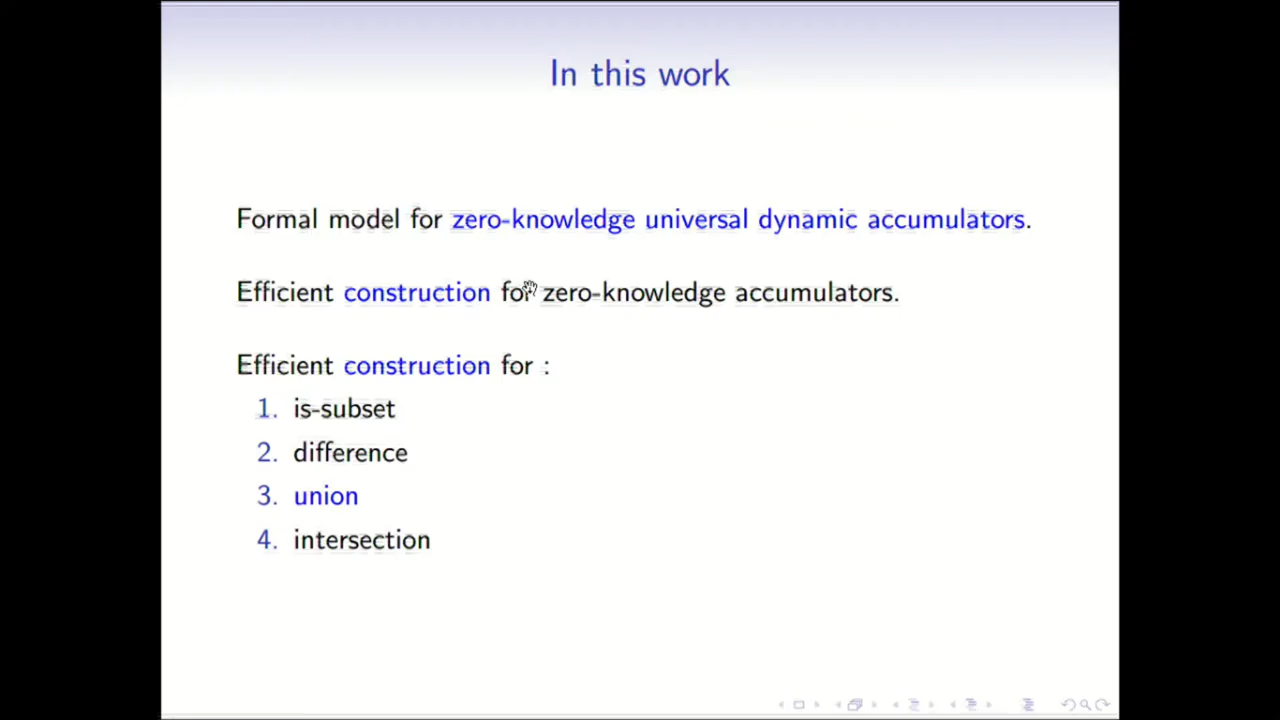 In this work
Formal model for zero-knowledge universal dynamic accumulators.
Efficient construction for zero-knowledge accumulators.
Efficient construction for :
1. is-subset
2. difference
3. union
4. intersection